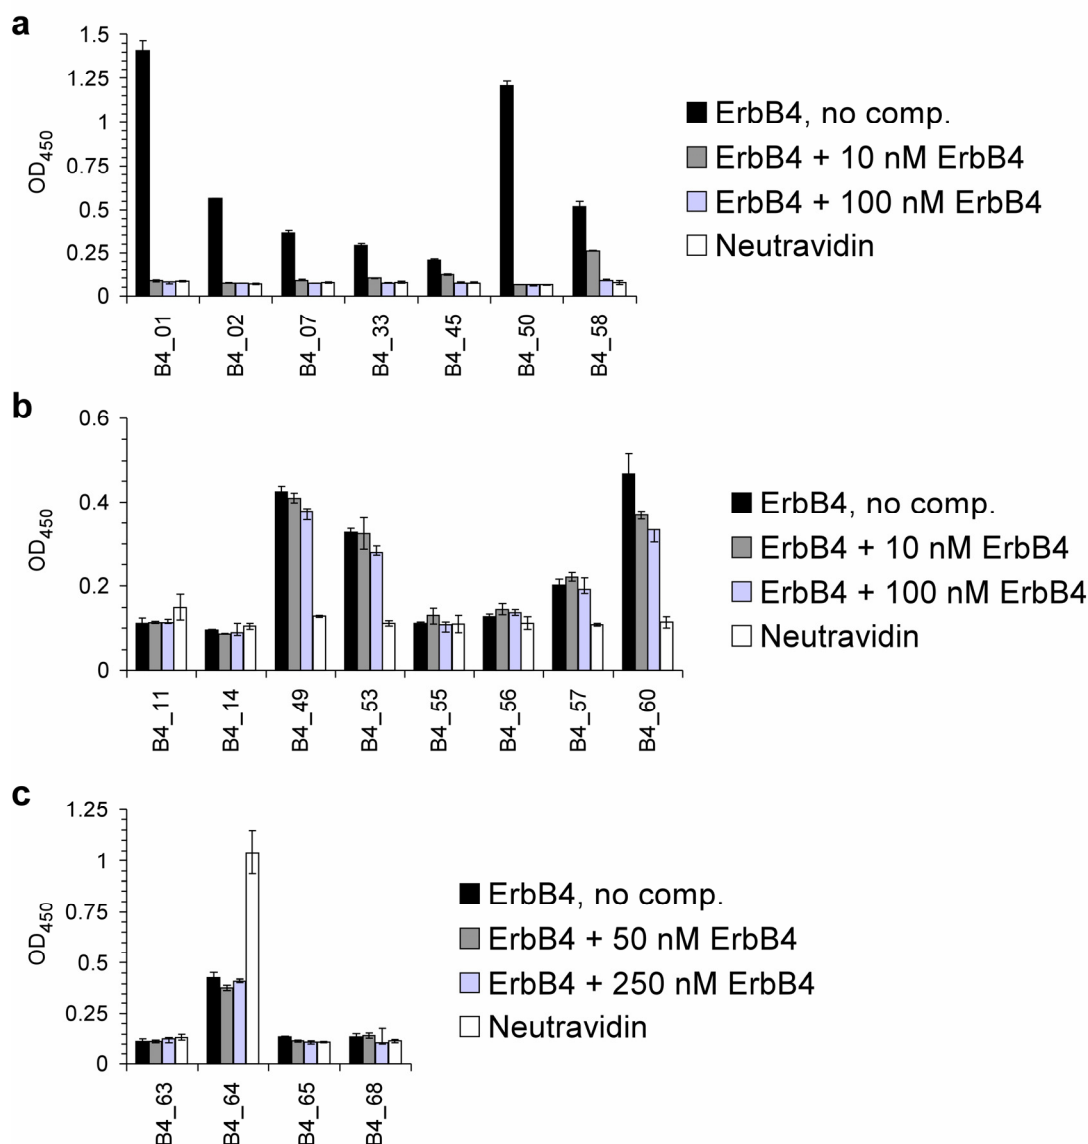 a
1.5
1.25
1
0.75
0.5
0.25
0
OD450
B4_01
B4_02
B4_07
B4_33
B4_45
B4_50
B4_58
ErbB4, no comp.
ErbB4 + 10 nM ErbB4
ErbB4 + 100 nM ErbB4
Neutravidin
b
0.6
0.4
0.2
0
OD450
B4_11
B4_14
B4_49
B4_53
B4_55
B4_56
B4_57
B4_60
ErbB4, no comp.
ErbB4 + 10 nM ErbB4
ErbB4 + 100 nM ErbB4
Neutravidin
c
1.25
1
0.75
0.5
0.25
0
OD450
B4_63
B4_64
B4_65
B4_68
ErbB4, no comp.
ErbB4 + 50 nM ErbB4
ErbB4 + 250 nM ErbB4
Neutravidin